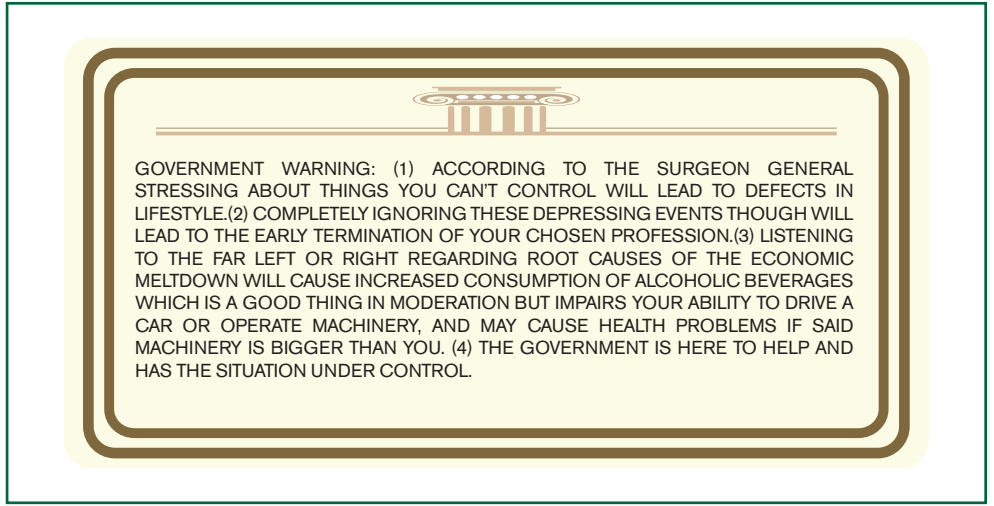 GOVERNMENT WARNING: (1) ACCORDING TO THE SURGEON GENERAL
STRESSING ABOUT THINGS YOU CAN'T CONTROL WILL LEAD TO DEFECTS IN
LIFESTYLE.(2) COMPLETELY IGNORING THESE DEPRESSING EVENTS THOUGH WILL
LEAD TO THE EARLY TERMINATION OF YOUR CHOSEN PROFESSION.(3) LISTENING
TO THE FAR LEFT OR RIGHT REGARDING ROOT CAUSES OF THE ECONOMIC
MELTDOWN WILL CAUSE INCREASED CONSUMPTION OF ALCOHOLIC BEVERAGES
WHICH IS A GOOD THING IN MODERATION BUT IMPAIRS YOUR ABILITY TO DRIVE A
CAR OR OPERATE MACHINERY, AND MAY CAUSE HEALTH PROBLEMS IF SAID
MACHINERY IS BIGGER THAN YOU. (4) THE GOVERNMENT IS HERE TO HELP AND
HAS THE SITUATION UNDER CONTROL.